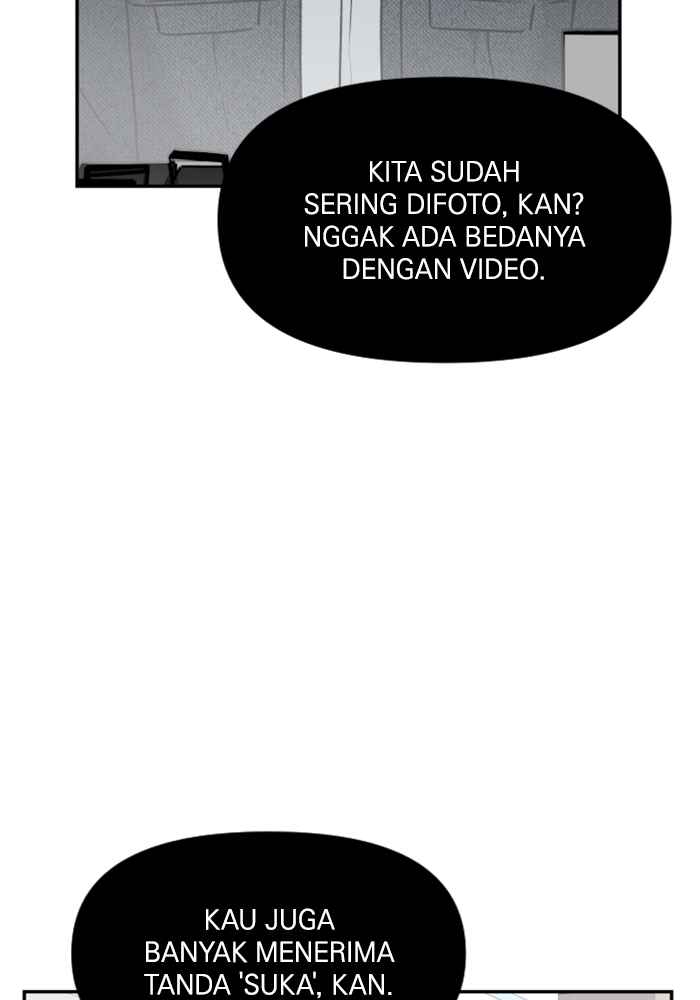 KITA SUDAH
SERING DIFOTO, KAN?
NGGAK ADA BEDANYA
DENGAN VIDEO.
KAU JUGA
BANYAK MENERIMA
TANDA 'SUKA', KAN.